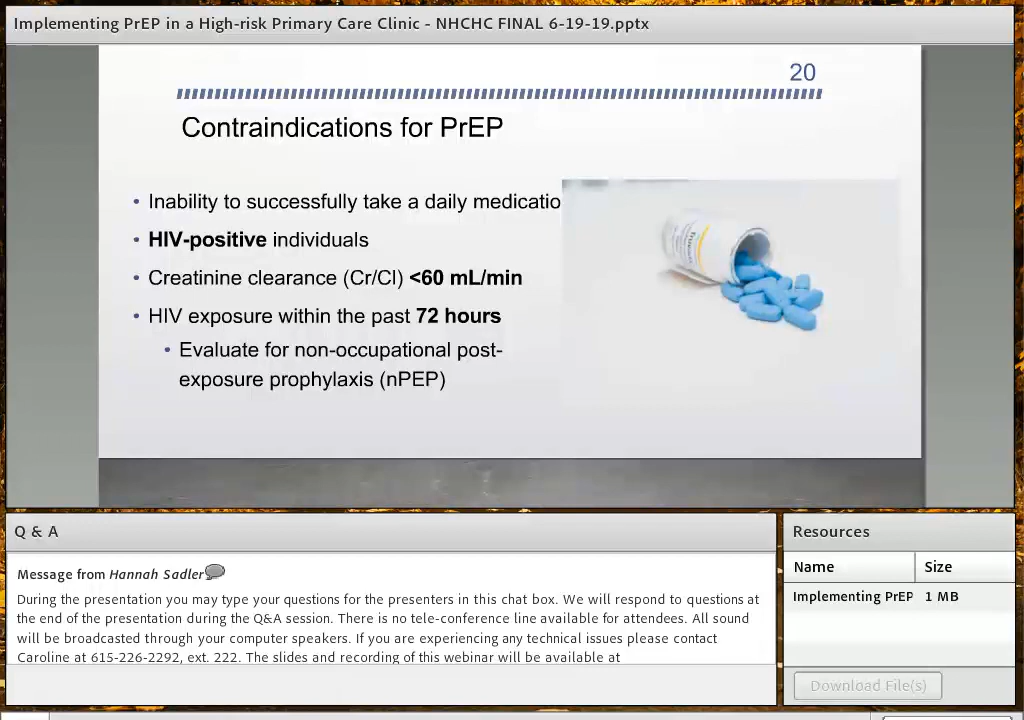 Implementing PrEP in a High-risk Primary Care Clinic - NHCHC FINAL 6-19-19.pptx
20
Contraindications for PrEP
• Inability to successfully take a daily medicatio
• HIV-positive individuals
• Creatinine clearance (Cr/Cl) <60 mL/min
• HIV exposure within the past 72 hours
• Evaluate for non-occupational post-
exposure prophylaxis (nPEP)
Q & A
Message from Hannah Sadler
During the presentation you may type your questions for the presenters in this chat box. We will respond to questions at
the end of the presentation during the Q&A session. There is no tele-conference line available for attendees. All sound
will be broadcasted through your computer speakers. If you are experiencing any technical issues please contact
Caroline at 615-226-2292, ext. 222. The slides and recording of this webinar will be available at
Resources
Name Size
Implementing PrEP 1 MB
Download File(s)